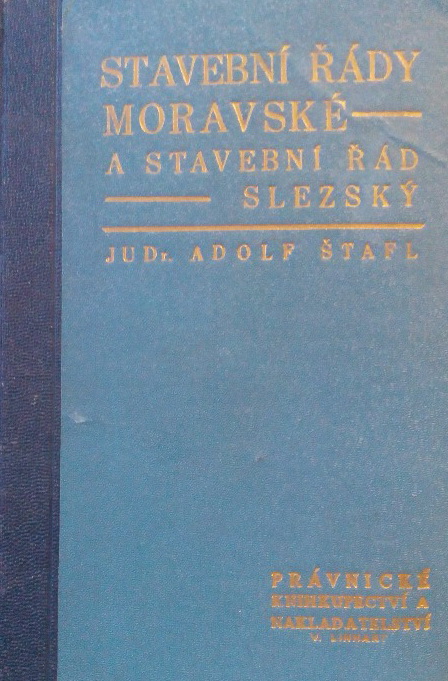 STAVEBNÍ ŘÁDY
MORAVSKÉ
A STAVEBNÍ ŘÁD
SLEZSKÝ
JUDr. ADOLF ŠTAFL
PRÁVNICKÉ
KNIHKUPECTVÍ A
NAKLADATELSTVÍ
V. LINHART